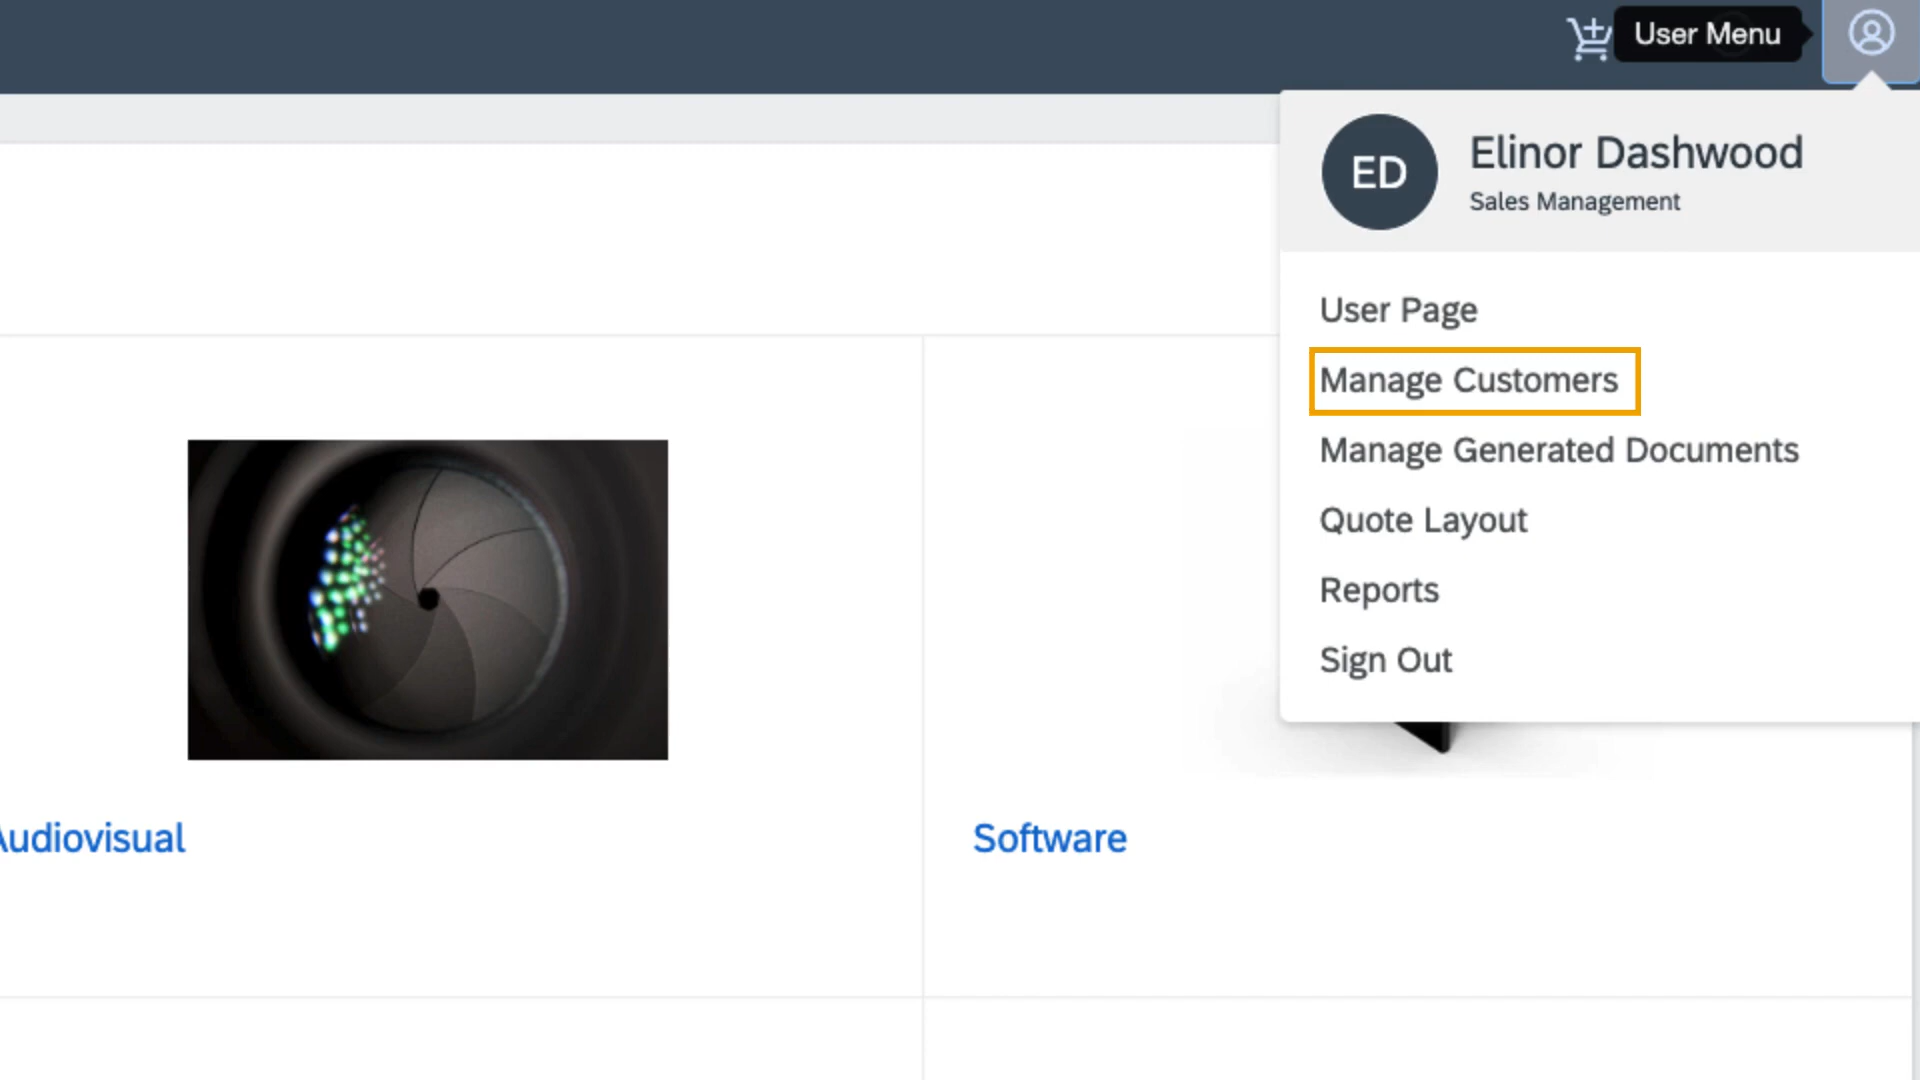 User Menu
ED
Elinor Dashwood
Sales Management
User Page
Manage Customers
Manage Generated Documents
Quote Layout
Reports
Sign Out
Audiovisual
Software